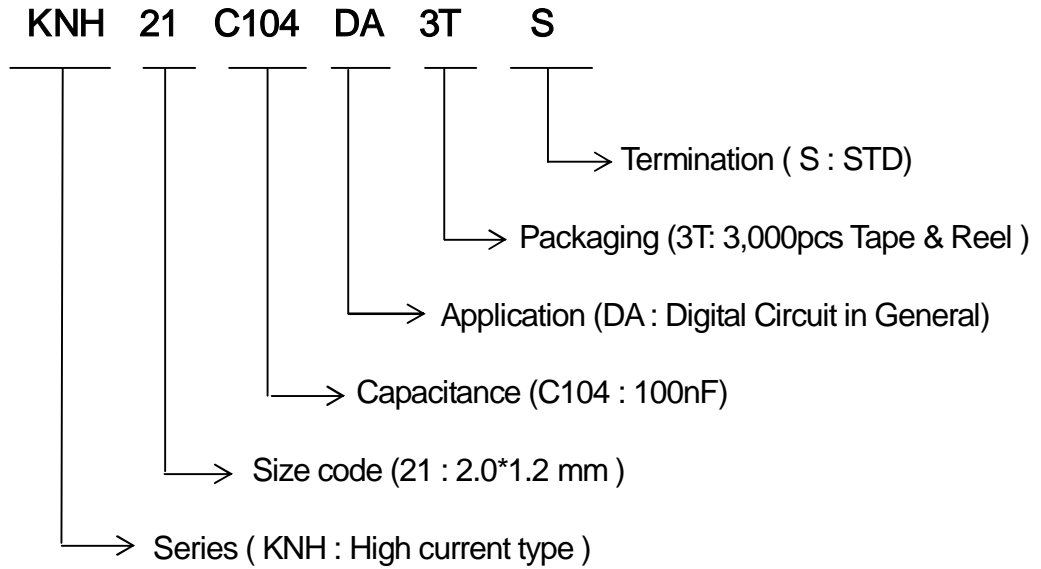 KNH 21 C104 DA 3T S
Termination ( S : STD)
Packaging (3T: 3,000pcs Tape & Reel )
Application (DA : Digital Circuit in General)
Capacitance (C104 : 100nF)
Size code (21 : 2.0*1.2 mm )
Series ( KNH : High current type )